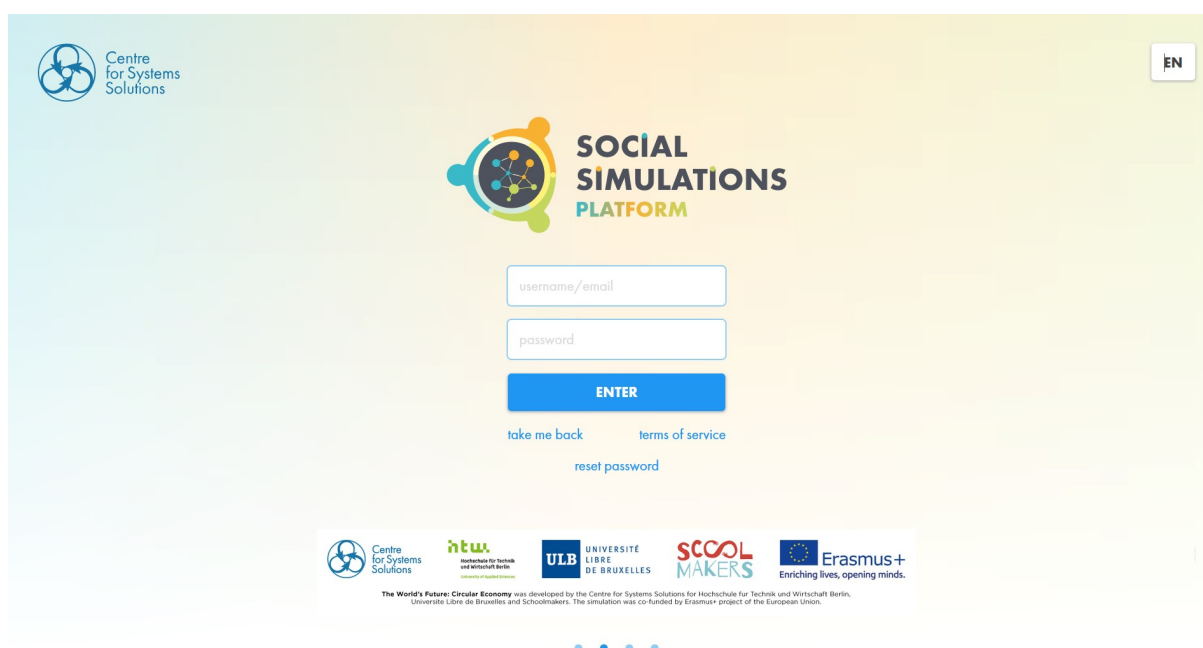 Centre
for Systems
Solutions
EN
SOCIAL
SIMULATIONS
PLATFORM
username/email
password
ENTER
take me back
terms of service
reset password
Centre
for Systems
Solutions
htw.
Hochschule für Technik
und Wirtschaft Berlin
University of Applied Sciences
ULB
UNIVERSITÉ
LIBRE
DE BRUXELLES
SCOOL
MAKERS
Erasmus+
Enriching lives, opening minds.
The World's Future: Circular Economy was developed by the Centre for Systems Solutions for Hochschule fur Technik und Wirtschaft Berlin,
Universite Libre de Bruxelles and Schoolmakers. The simulation was co-funded by Erasmus+ project of the European Union.